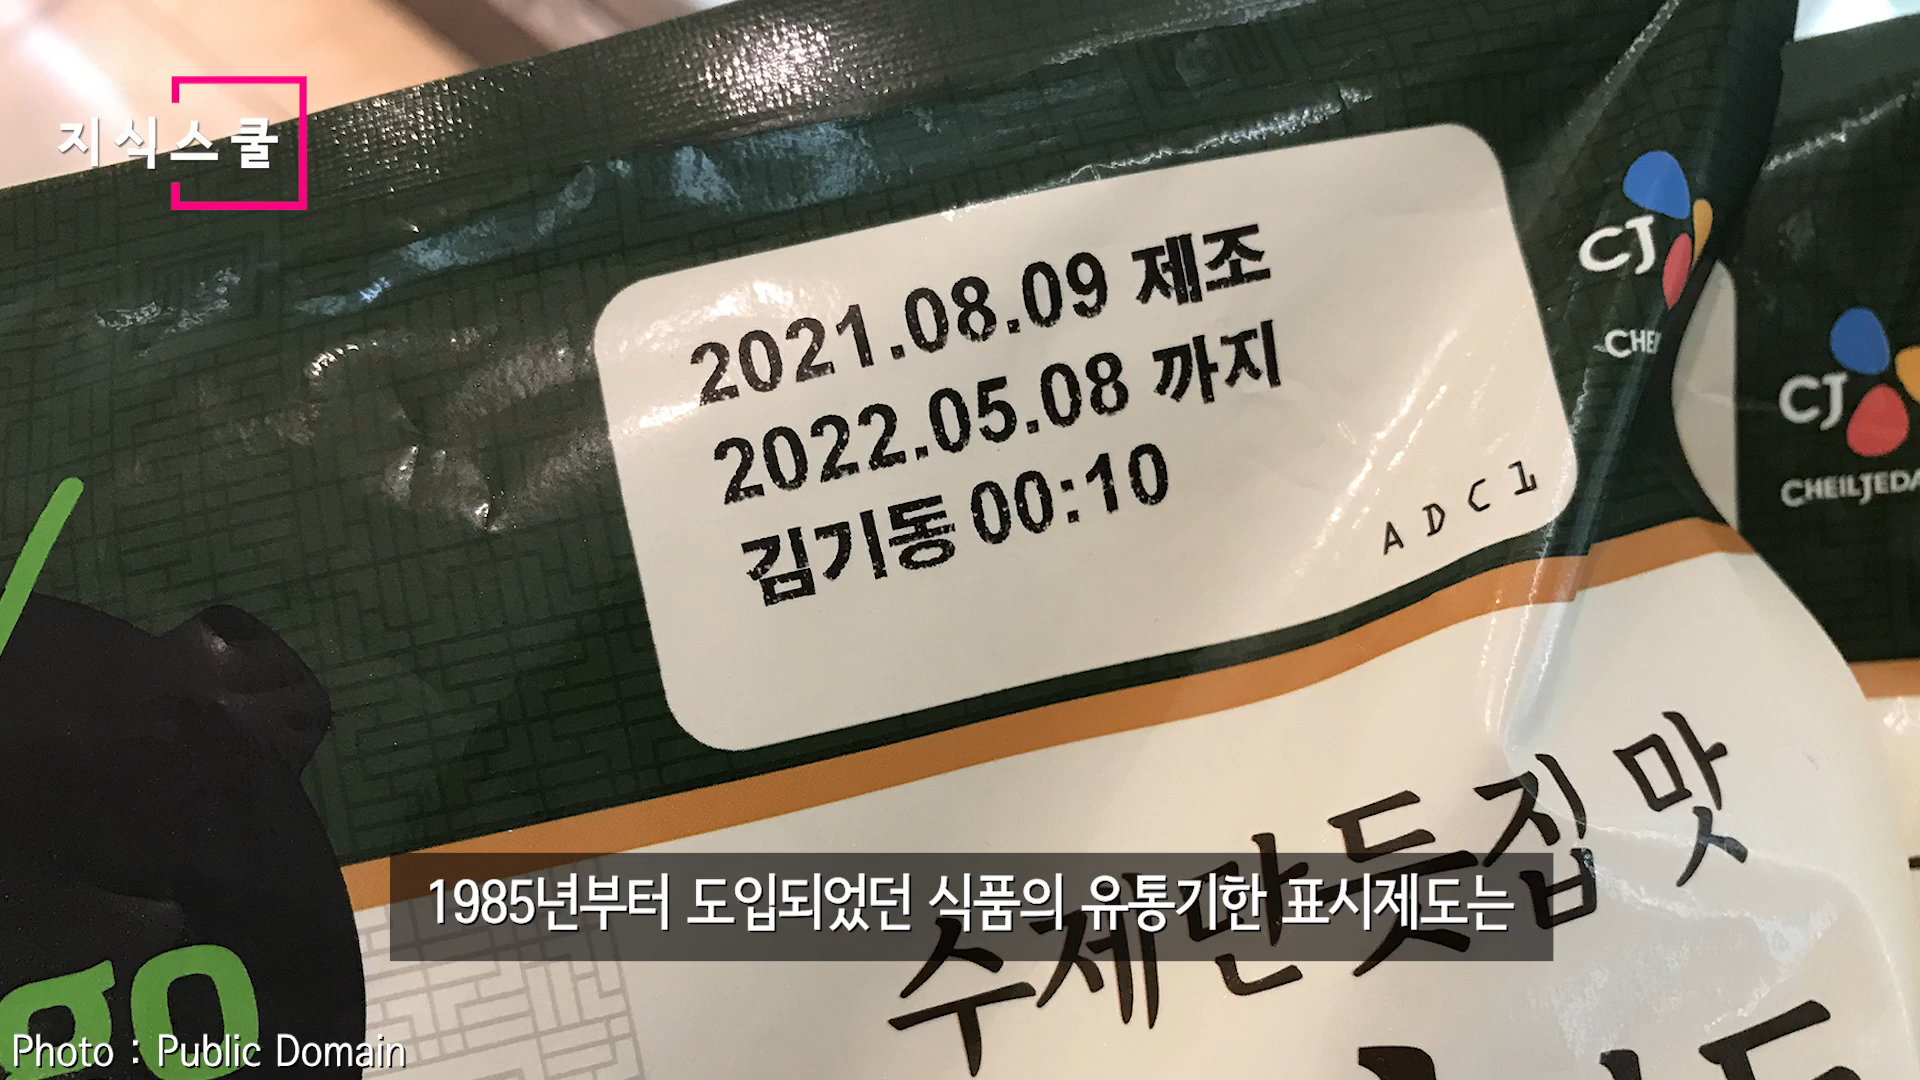 지식스쿨
2021.08.09 제조
2022.05.08 까지
김기동 00:10
ADC1
CJ
CJ
CHEILJEDA
수제만둣집 맛
1985년부터 도입되었던 식품의 유통기한 표시제도는
go
Photo : Public Domain